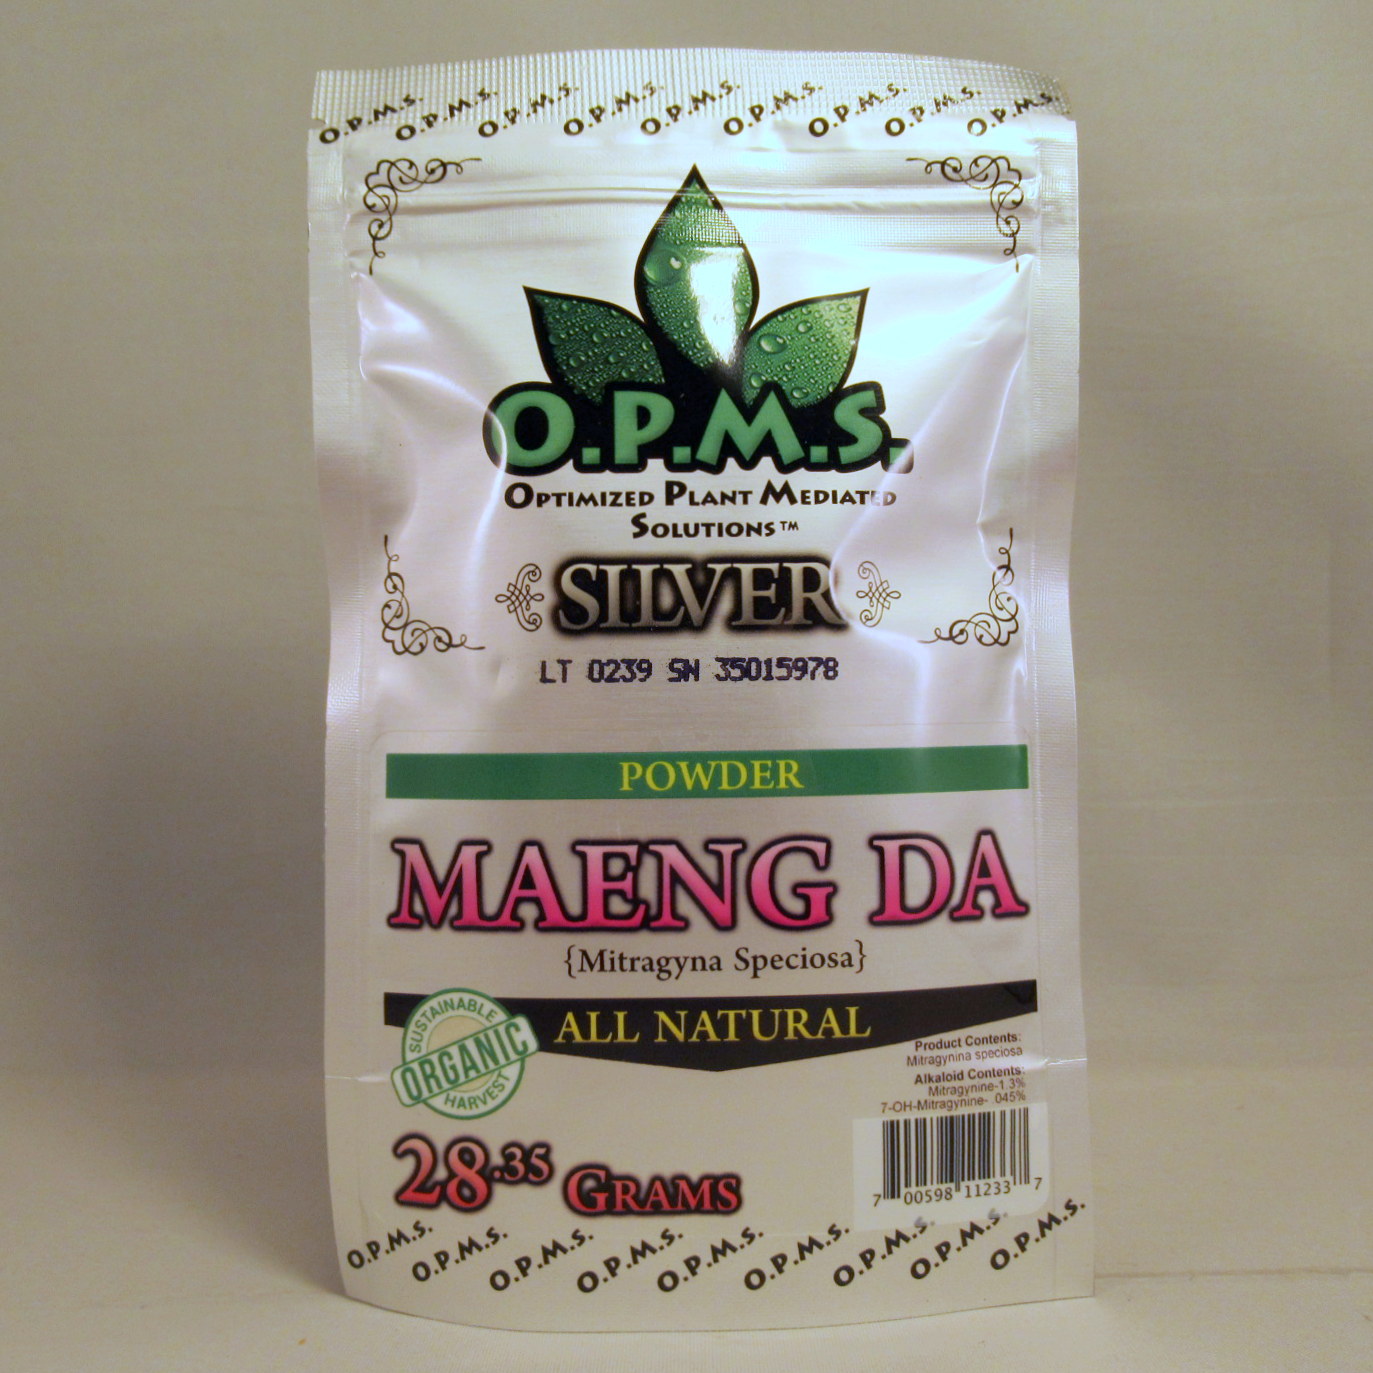 O.P.M.S. O.P.M.S. O.P.M.S. O.P.M.S. O.P.M.S. O.P.M.S. O.P.M.S. O.P.M.S. O.P.M.S.
O.P.M.S.
OPTIMIZED PLANT MEDIATED
SOLUTIONS™
SILVER
LT 0239 SN 35015978
POWDER
MAENG DA
{Mitragyna Speciosa}
ALL NATURAL
SUSTAINABLE
ORGANIC
HARVEST
Product Contents:
Mitragynina speciosa
Alkaloid Contents:
Mitragynine-1.3%
7-OH-Mitragynine- 045%
28.35 GRAMS
7 00598 11233 7
O.P.M.S. O.P.M.S. O.P.M.S. O.P.M.S. O.P.M.S. O.P.M.S. O.P.M.S. O.P.M.S. O.P.M.S.